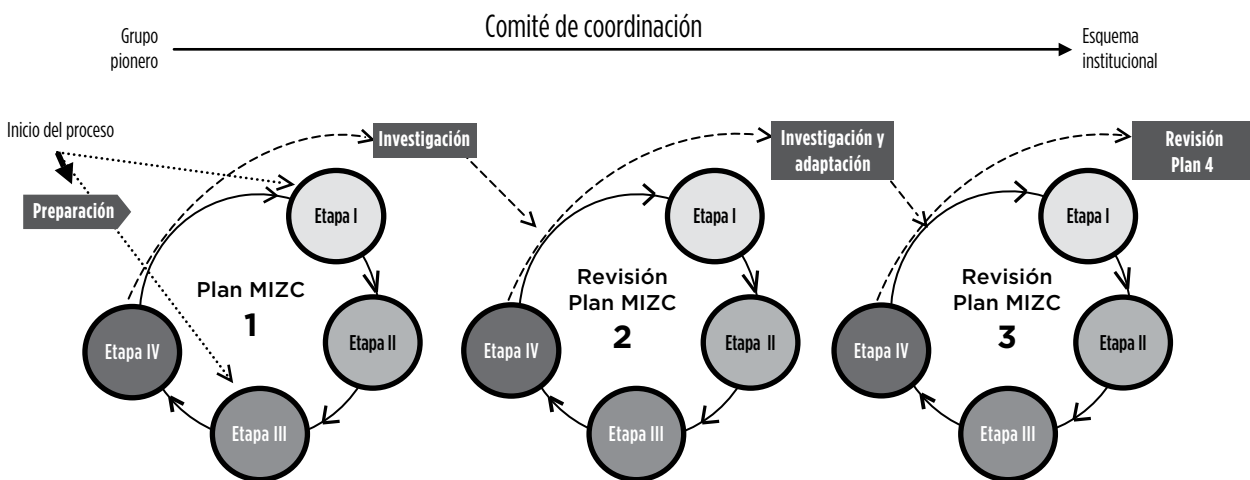 Comité de coordinación
Grupo
pionero
Esquema
institucional
Inicio del proceso
Preparación
Investigación
Etapa I
Plan MIZC
1
Etapa II
Etapa III
Etapa IV
Investigación y
adaptación
Etapa I
Revisión
Plan MIZC
2
Etapa II
Etapa III
Etapa IV
Revisión
Plan 4
Etapa I
Revisión
Plan MIZC
3
Etapa II
Etapa III
Etapa IV